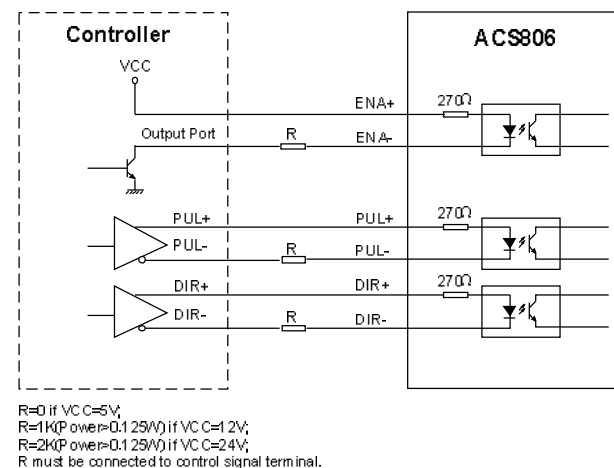 Controller
ACS806
VCC
ENA+
270Ω
Output Port
R
ENA-
PUL+
PUL+
270Ω
PUL-
R
PUL-
DIR+
DIR+
270Ω
DIR-
R
DIR-
R=0 if VCC=5V;
R=1K(Power>0.125W) if VCC=12V;
R=2K(Power>0.125W) if VCC=24V;
R must be connected to control signal terminal.